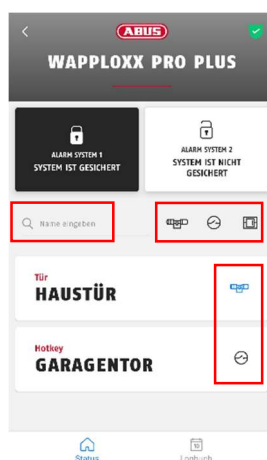 ABUS
WAPPLOXX PRO PLUS
ALARM SYSTEM 1
SYSTEM IST GESICHERT
ALARM SYSTEM 2
SYSTEM IST NICHT
GESICHERT
Name eingeben
Tür
HAUSTÜR
Hotkey
GARAGENTOR
Status
10
Logbuch